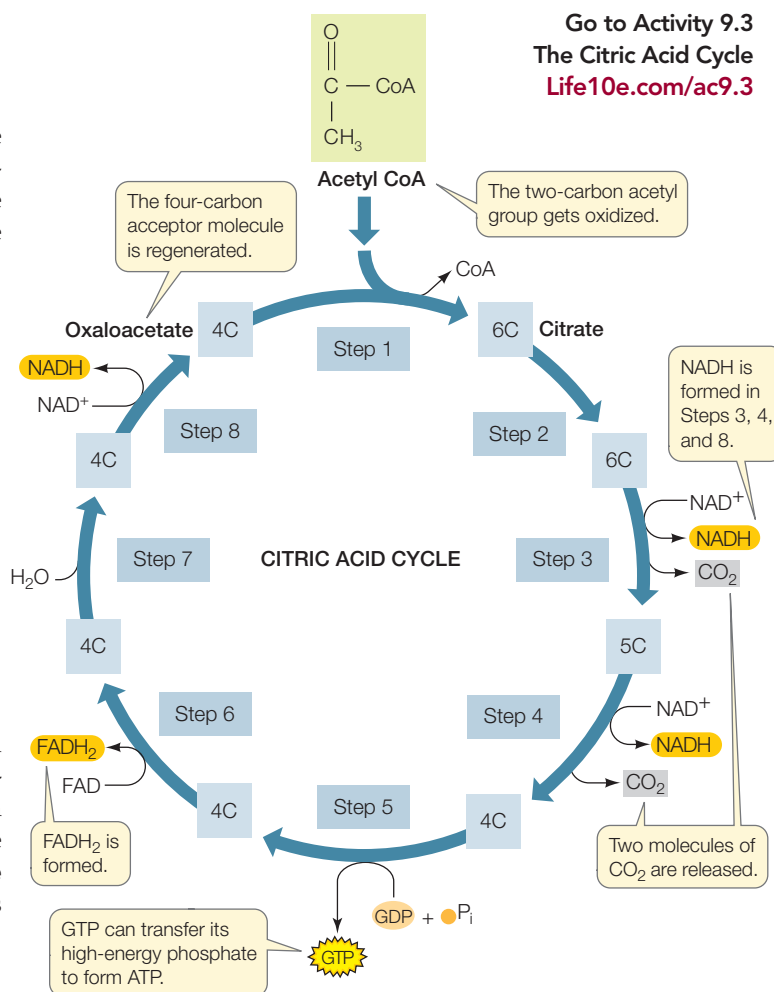 Go to Activity 9.3
The Citric Acid Cycle
Life10e.com/ac9.3
O
C — CoA
CH₃
Acetyl CoA
The four-carbon
acceptor molecule
is regenerated.
The two-carbon acetyl
group gets oxidized.
CoA
Oxaloacetate
4C
6C
Citrate
Step 1
NADH
NAD⁺
Step 8
Step 2
NADH is
formed in
Steps 3, 4,
and 8.
4C
6C
NAD⁺
NADH
CO₂
Step 7
CITRIC ACID CYCLE
Step 3
H₂O
4C
5C
Step 6
Step 4
NAD⁺
NADH
CO₂
FADH₂
FAD
4C
Step 5
4C
FADH₂ is
formed.
Two molecules of
CO₂ are released.
GDP + Pᵢ
GTP
GTP can transfer its
high-energy phosphate
to form ATP.